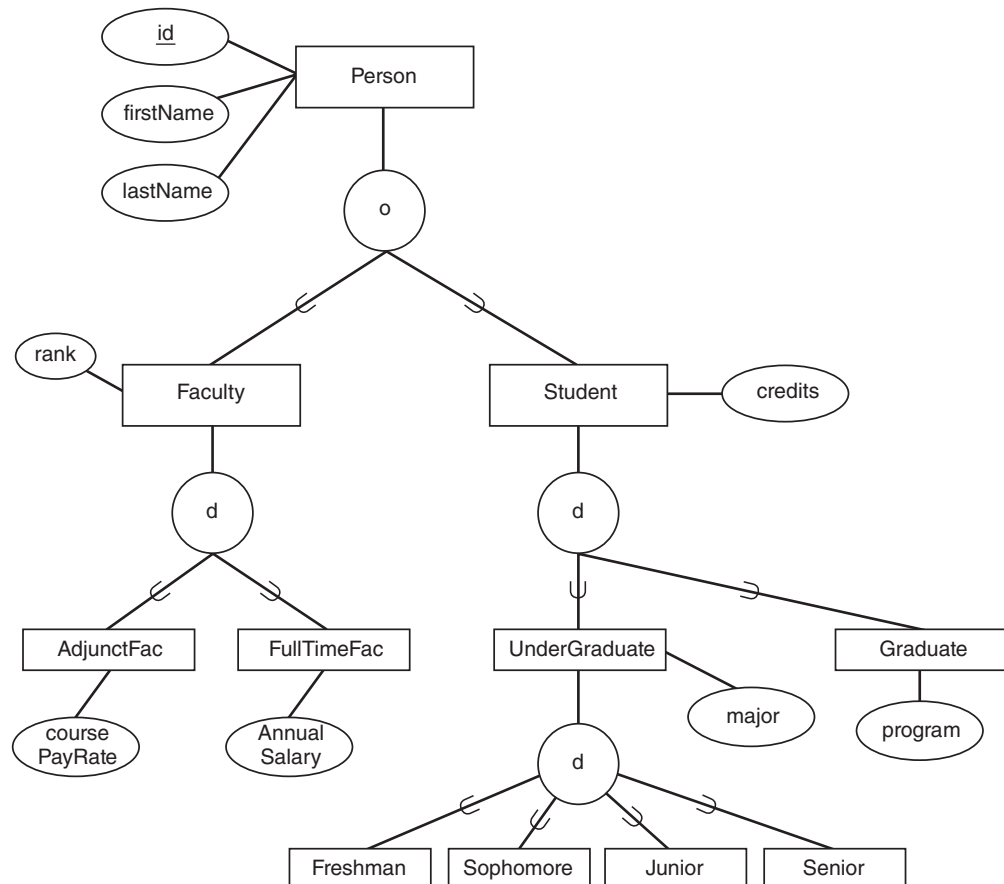 id
Person
firstName
lastName
o
rank
Faculty
Student
credits
d
d
AdjunctFac
FullTimeFac
UnderGraduate
Graduate
course
PayRate
Annual
Salary
major
program
d
Freshman
Sophomore
Junior
Senior